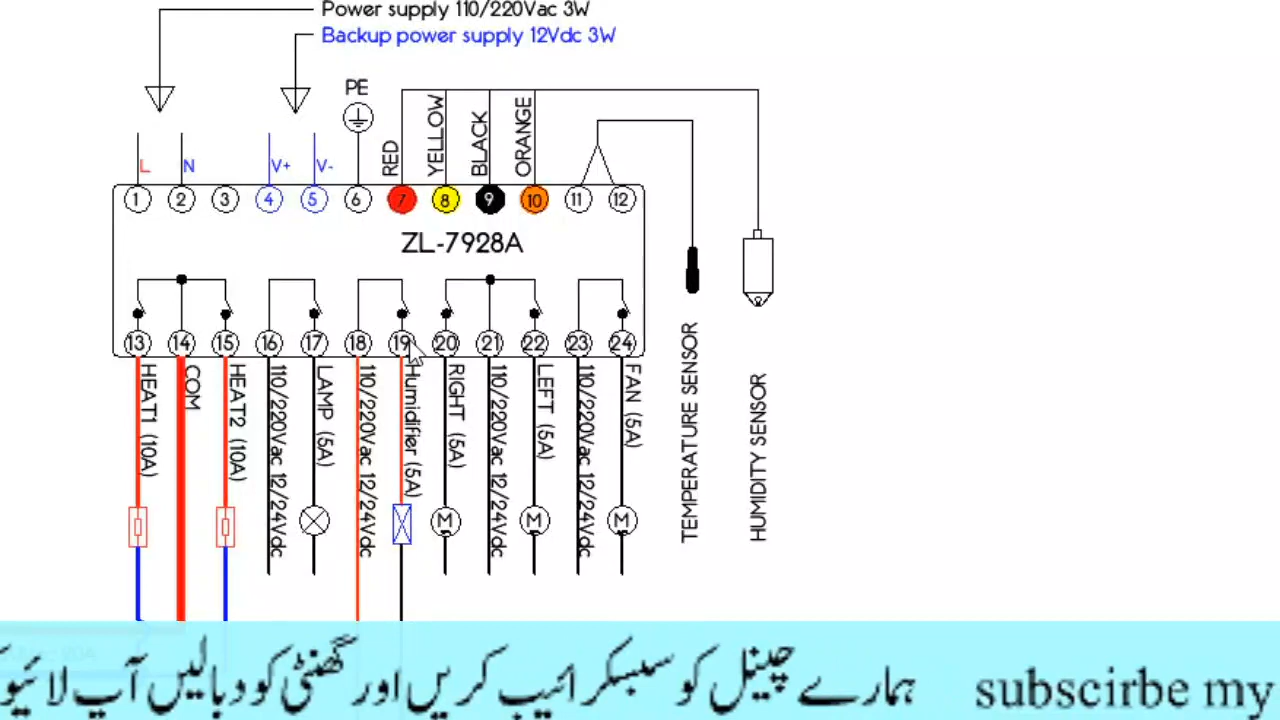 Power supply 110/220Vac 3W
Backup power supply 12Vdc 3W
PE
RED
YELLOW
BLACK
ORANGE
L
N
V+
V-
1 2 3 4 5 6 7 8 9 10 11 12
ZL-7928A
13 14 15 16 17 18 19 20 21 22 23 24
HEAT1 (10A)
COM
HEAT2 (10A)
110/220Vac 12/24Vdc
LAMP (5A)
110/220Vac 12/24Vdc
Humidifier (5A)
RIGHT (5A)
110/220Vac 12/24Vdc
LEFT (5A)
110/220Vac 12/24Vdc
FAN (5A)
M
M
M
TEMPERATURE SENSOR
HUMIDITY SENSOR
ہمارے چینل کو سبسکرائیب کریں اور گھنٹی کو دبالیں آپ لائیو
subscirbe my